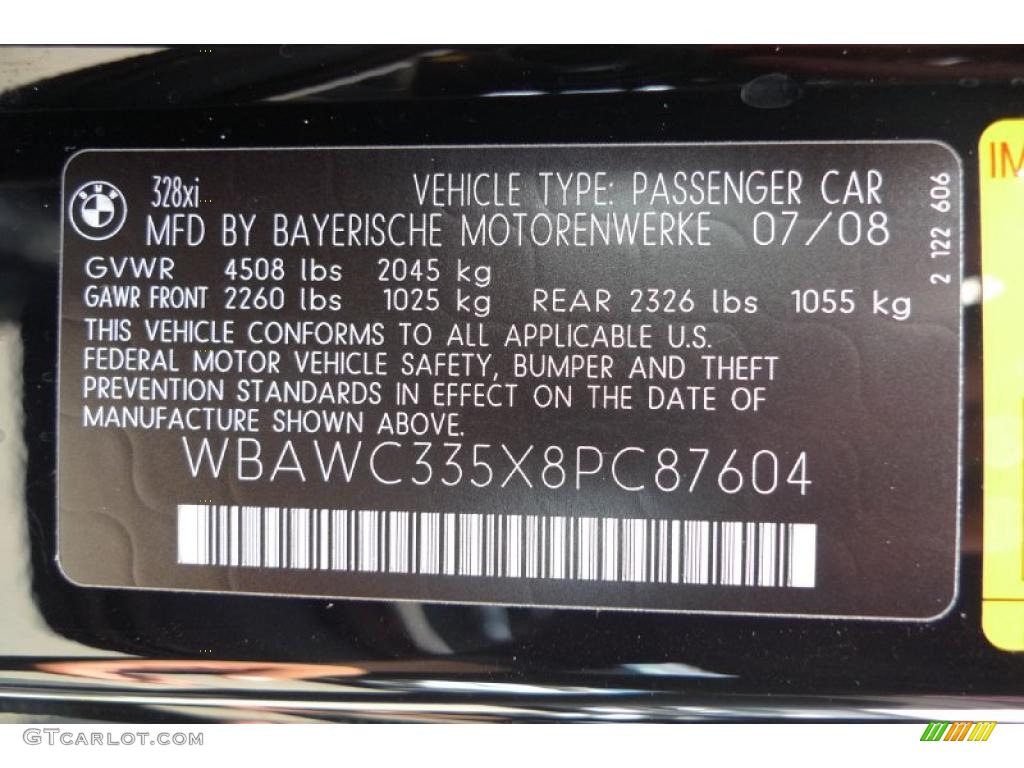 328xi VEHICLE TYPE: PASSENGER CAR
MFD BY BAYERISCHE MOTORENWERKE 07/08
GVWR 4508 lbs 2045 kg
GAWR FRONT 2260 lbs 1025 kg REAR 2326 lbs 1055 kg
THIS VEHICLE CONFORMS TO ALL APPLICABLE U.S.
FEDERAL MOTOR VEHICLE SAFETY, BUMPER AND THEFT
PREVENTION STANDARDS IN EFFECT ON THE DATE OF
MANUFACTURE SHOWN ABOVE.
WBAWC335X8PC87604
2 122 606
BMW
IM
GTCARLOT.COM